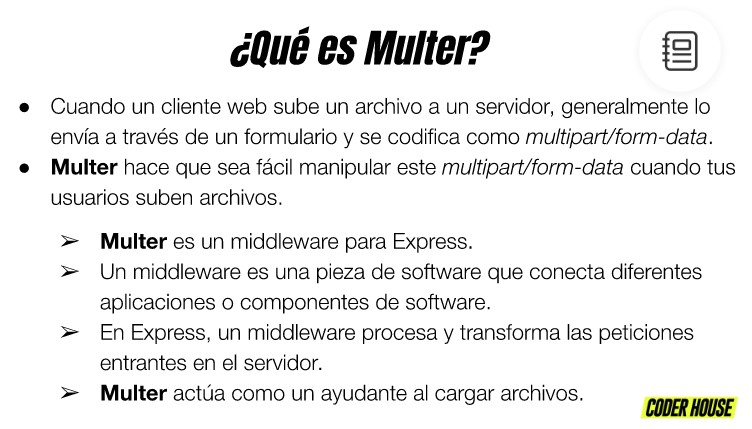 ¿Qué es Multer?
● Cuando un cliente web sube un archivo a un servidor, generalmente lo
envía a través de un formulario y se codifica como multipart/form-data.
● Multer hace que sea fácil manipular este multipart/form-data cuando tus
usuarios suben archivos.
➢ Multer es un middleware para Express.
➢ Un middleware es una pieza de software que conecta diferentes
aplicaciones o componentes de software.
➢ En Express, un middleware procesa y transforma las peticiones
entrantes en el servidor.
➢ Multer actúa como un ayudante al cargar archivos.
CODER HOUSE